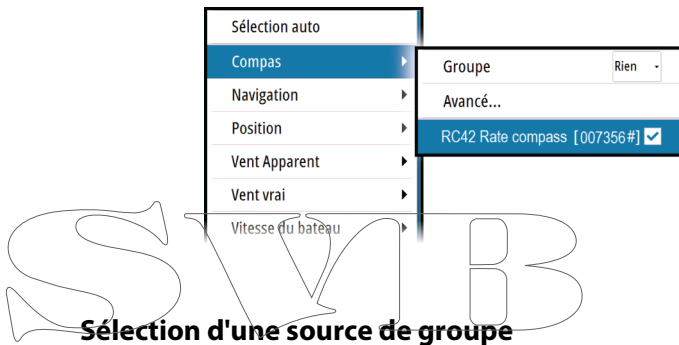 Sélection auto
Compas
Navigation
Position
Vent Apparent
Vent vrai
Vitesse du bateau
Groupe Rien
Avancé...
RC42 Rate compass [007356#]
SVB
Sélection d'une source de groupe